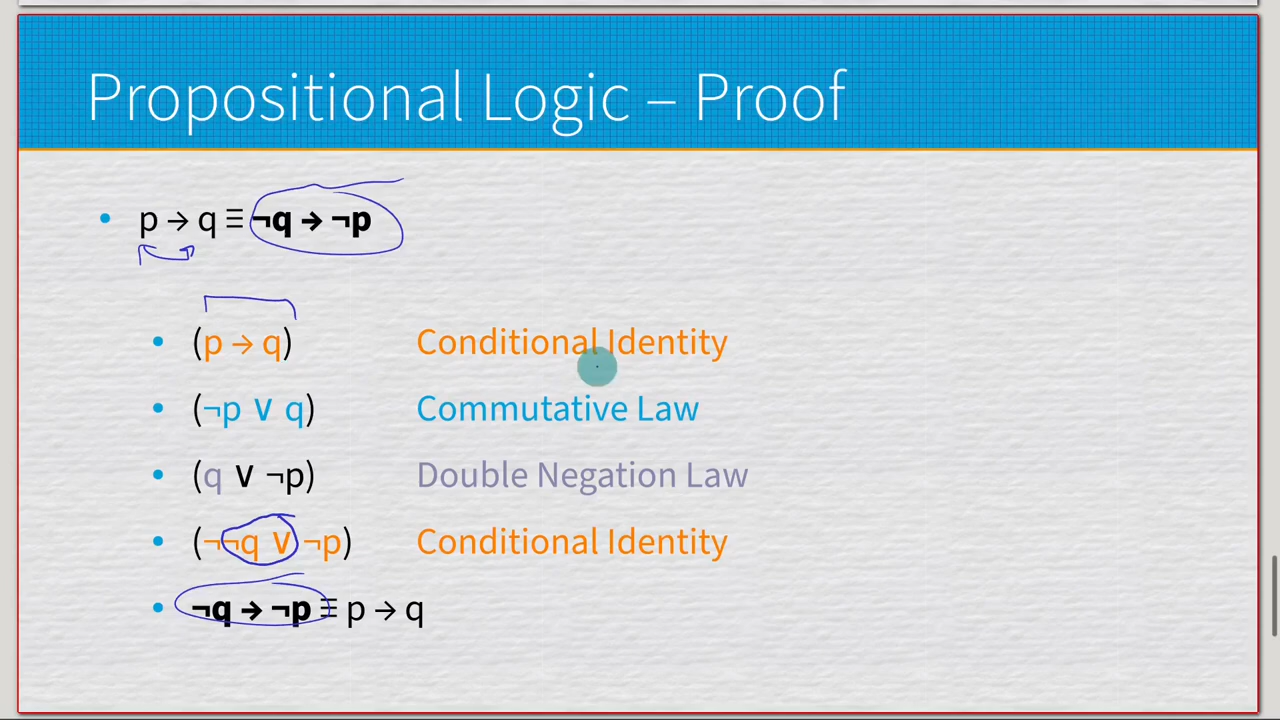 Propositional Logic – Proof
• p → q ≡ ¬q → ¬p
• (p → q) Conditional Identity
• (¬p ∨ q) Commutative Law
• (q ∨ ¬p) Double Negation Law
• (¬¬q ∨ ¬p) Conditional Identity
• ¬q → ¬p ≡ p → q